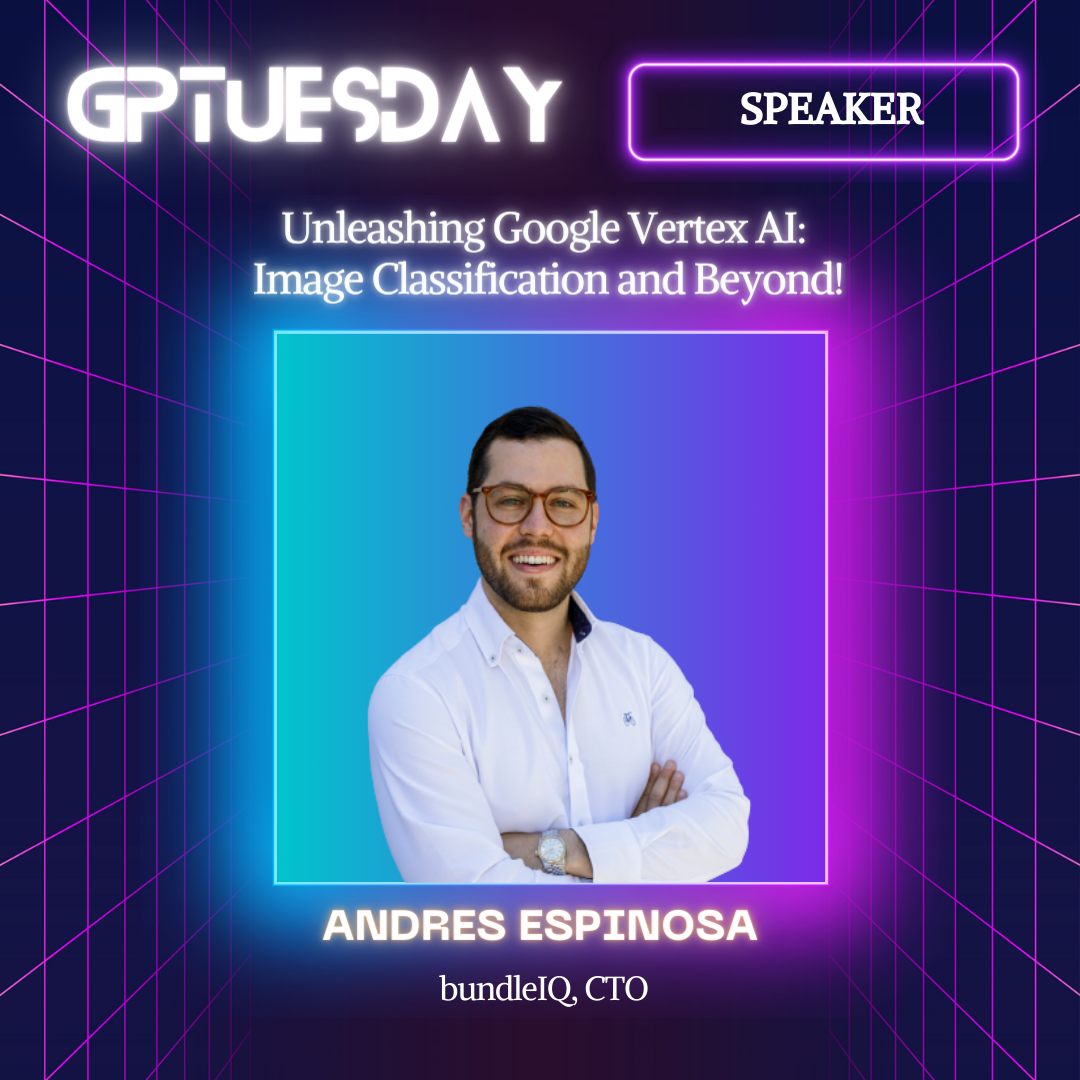 GPTUESDAY
SPEAKER
Unleashing Google Vertex AI:
Image Classification and Beyond!
ANDRES ESPINOSA
bundleIQ, CTO